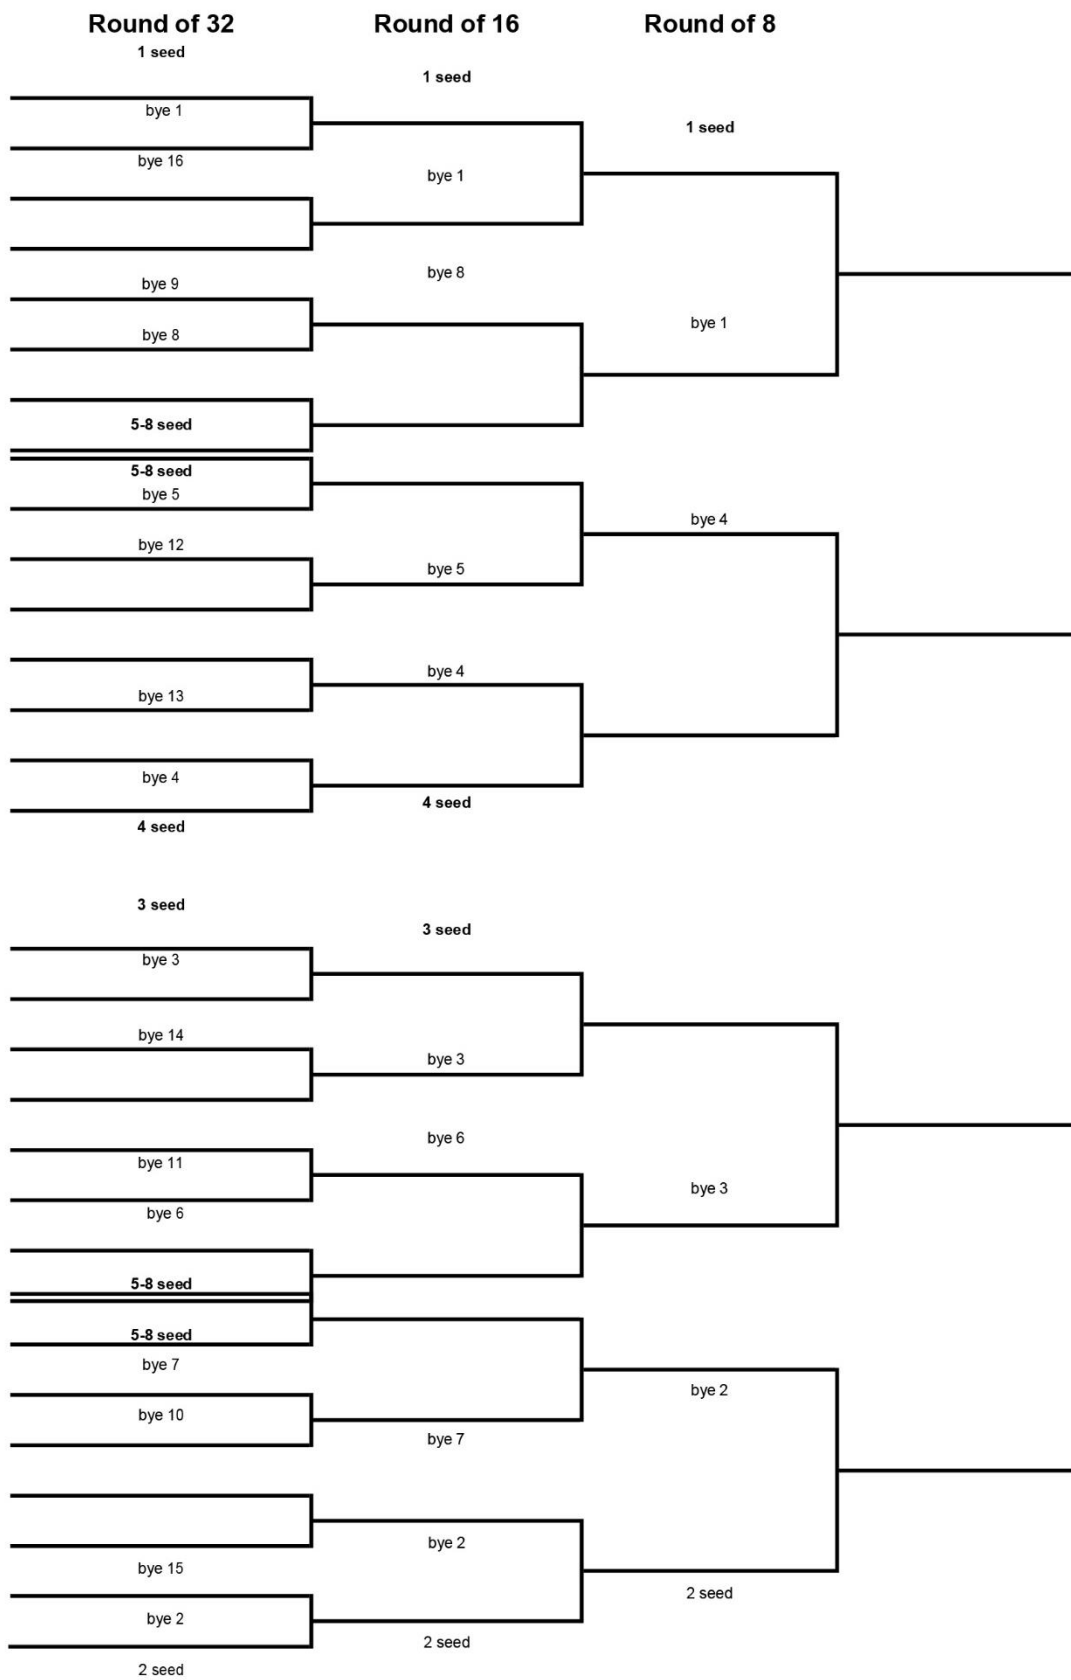 Round of 32
Round of 16
Round of 8
1 seed
bye 1
bye 16
bye 9
bye 8
5-8 seed
5-8 seed
bye 5
bye 12
bye 13
bye 4
4 seed
3 seed
bye 3
bye 14
bye 11
bye 6
5-8 seed
5-8 seed
bye 7
bye 10
bye 15
bye 2
2 seed
1 seed
bye 1
bye 8
bye 5
bye 4
4 seed
3 seed
bye 3
bye 6
bye 7
bye 2
2 seed
1 seed
bye 1
bye 4
bye 3
bye 2
2 seed